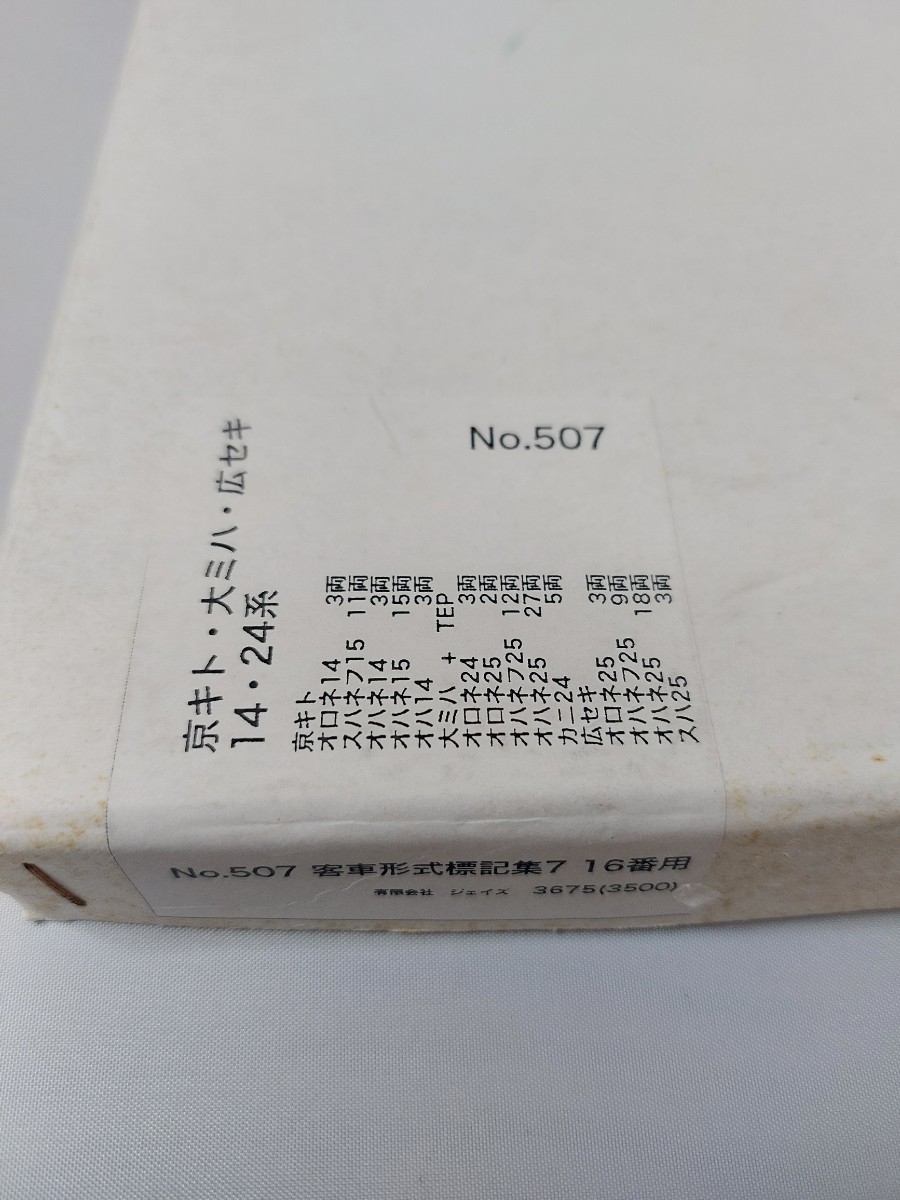 京キト・大ミハ・広セキ
14・24系
No.507
京キト
オロネ14 3両
スハネフ15 11両
オハネ14 3両
オハネ15 15両
オハ14 3両
大ミハ + TEP
オロネ24 3両
オロネ25 2両
オハネフ25 12両
オハネ25 27両
カニ24 5両
広セキ
オロネ25 3両
オハネフ25 9両
オハネ25 18両
スハ25 3両
No.507 客車形式標記集7 16番用
有限会社 ジェイズ 3675(3500)